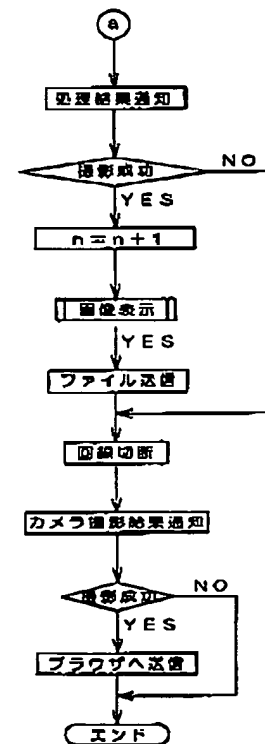 a
処理結果通知
撮影成功
NO
YES
n=n+1
画像表示
YES
ファイル送信
回線切断
カメラ撮影結果通知
撮影成功
NO
YES
ブラウザへ送信
エンド